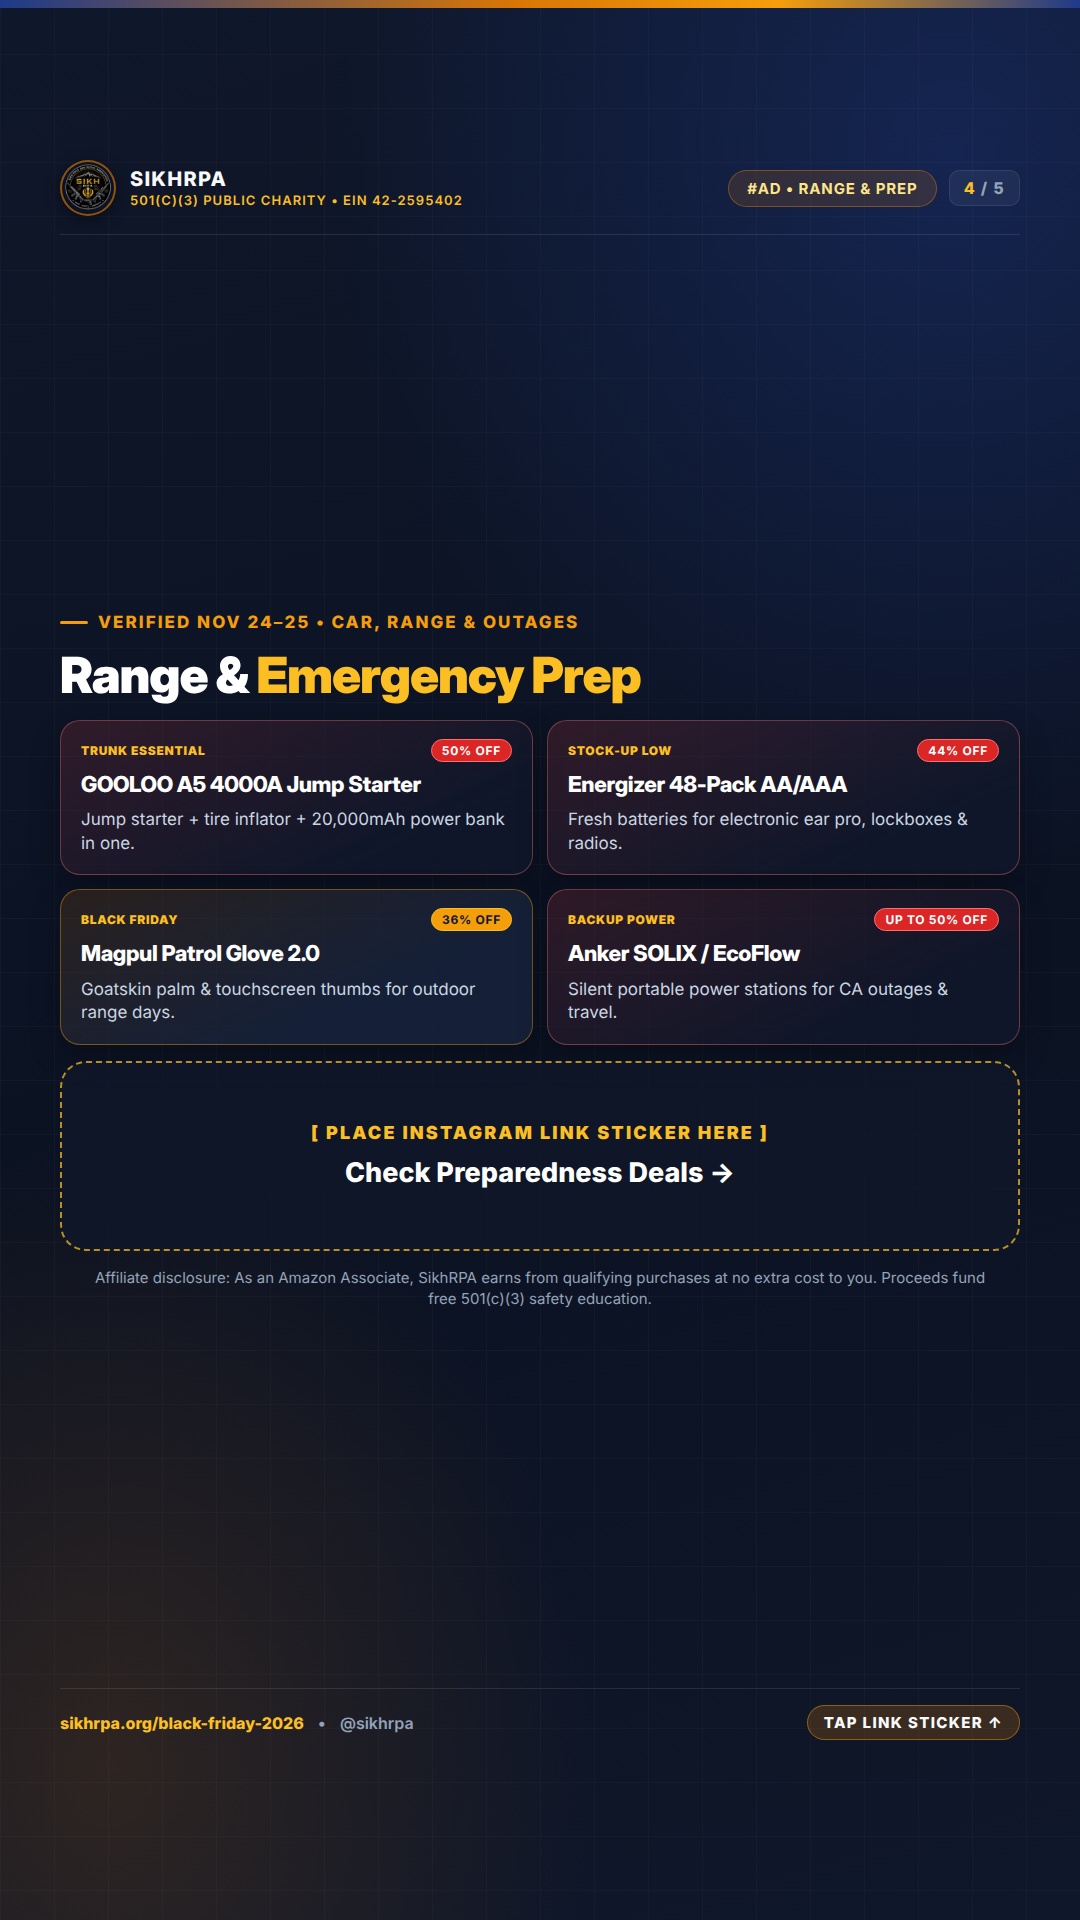 SIKH
SIKHRPA
501(C)(3) PUBLIC CHARITY • EIN 42-2595402
#AD • RANGE & PREP
4 / 5
VERIFIED NOV 24–25 • CAR, RANGE & OUTAGES
Range & Emergency Prep
TRUNK ESSENTIAL
50% OFF
GOOLOO A5 4000A Jump Starter
Jump starter + tire inflator + 20,000mAh power bank
in one.
STOCK-UP LOW
44% OFF
Energizer 48-Pack AA/AAA
Fresh batteries for electronic ear pro, lockboxes &
radios.
BLACK FRIDAY
36% OFF
Magpul Patrol Glove 2.0
Goatskin palm & touchscreen thumbs for outdoor
range days.
BACKUP POWER
UP TO 50% OFF
Anker SOLIX / EcoFlow
Silent portable power stations for CA outages &
travel.
[ PLACE INSTAGRAM LINK STICKER HERE ]
Check Preparedness Deals →
Affiliate disclosure: As an Amazon Associate, SikhRPA earns from qualifying purchases at no extra cost to you. Proceeds fund
free 501(c)(3) safety education.
sikhrpa.org/black-friday-2026 • @sikhrpa
TAP LINK STICKER ↑